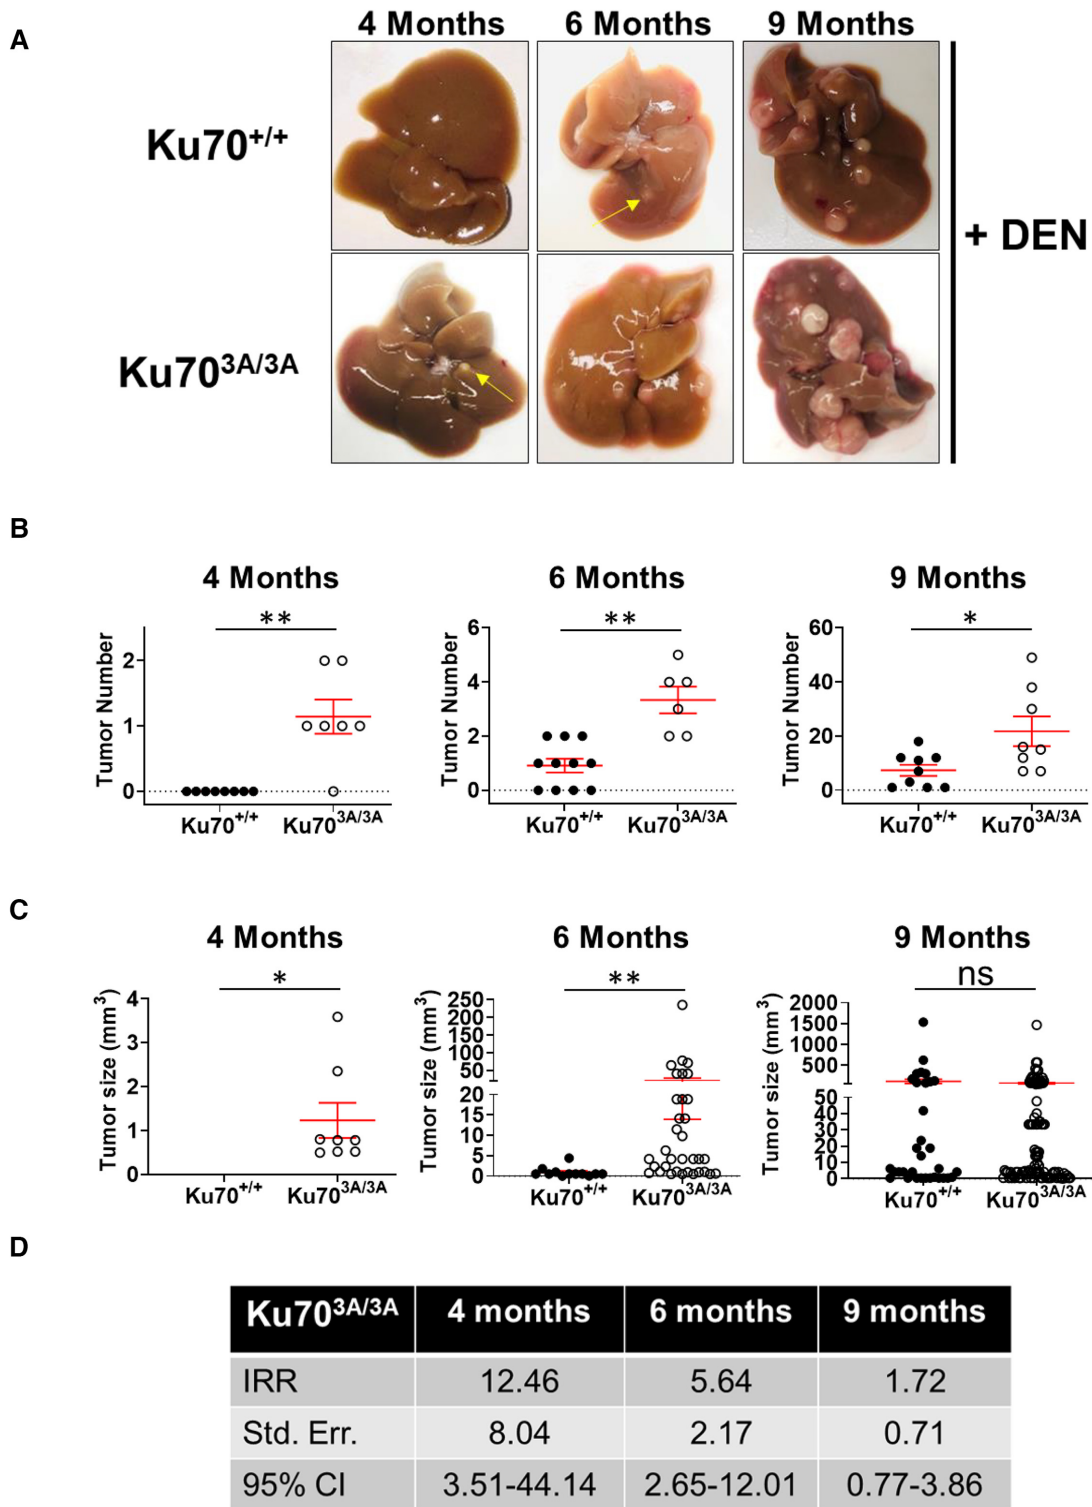 A
4 Months 6 Months 9 Months
Ku70+/+
+ DEN
Ku703A/3A
B
4 Months
**
Tumor Number
2
1
0
Ku70+/+ Ku703A/3A
6 Months
**
Tumor Number
6
4
2
0
Ku70+/+ Ku703A/3A
9 Months
*
Tumor Number
60
40
20
0
Ku70+/+ Ku703A/3A
C
4 Months
*
Tumor size (mm3)
4
3
2
1
0
Ku70+/+ Ku703A/3A
6 Months
**
Tumor size (mm3)
250
200
150
100
50
20
15
10
5
0
Ku70+/+ Ku703A/3A
9 Months
ns
Tumor size (mm3)
2000
1500
1000
500
50
40
30
20
10
0
Ku70+/+ Ku703A/3A
D
Ku703A/3A 4 months 6 months 9 months
IRR 12.46 5.64 1.72
Std. Err. 8.04 2.17 0.71
95% CI 3.51-44.14 2.65-12.01 0.77-3.86